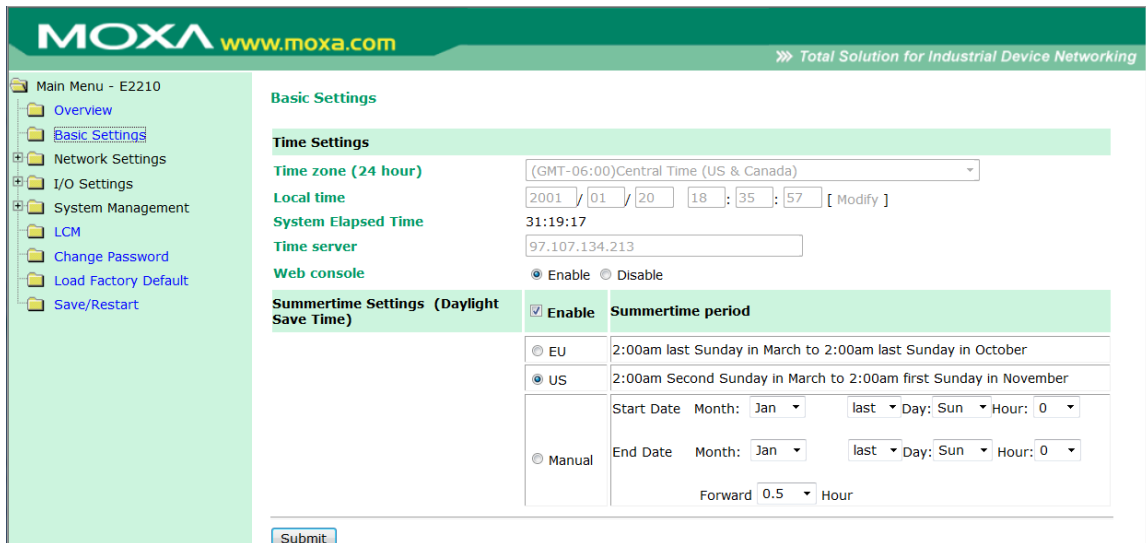 MOXA www.moxa.com
Total Solution for Industrial Device Networking
Main Menu - E2210
Overview
Basic Settings
Network Settings
I/O Settings
System Management
LCM
Change Password
Load Factory Default
Save/Restart
Basic Settings
Time Settings
Time zone (24 hour) (GMT-06:00)Central Time (US & Canada)
Local time 2001 / 01 / 20 18 : 35 : 57 [ Modify ]
System Elapsed Time 31:19:17
Time server 97.107.134.213
Web console Enable Disable
Summertime Settings (Daylight
Save Time)
Enable Summertime period
EU 2:00am last Sunday in March to 2:00am last Sunday in October
US 2:00am Second Sunday in March to 2:00am first Sunday in November
Manual
Start Date Month: Jan last Day: Sun Hour: 0
End Date Month: Jan last Day: Sun Hour: 0
Forward 0.5 Hour
Submit